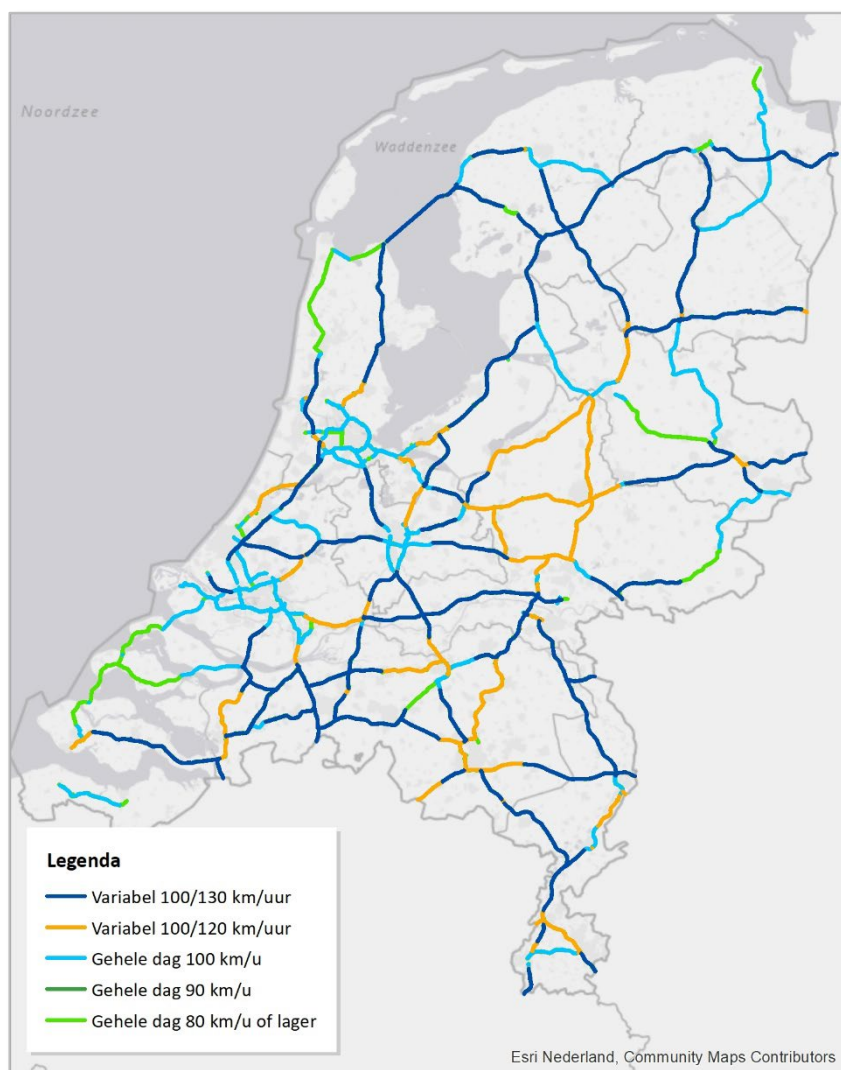 Noordzee
Waddenzee
Legenda
Variabel 100/130 km/uur
Variabel 100/120 km/uur
Gehele dag 100 km/u
Gehele dag 90 km/u
Gehele dag 80 km/u of lager
Esri Nederland, Community Maps Contributors